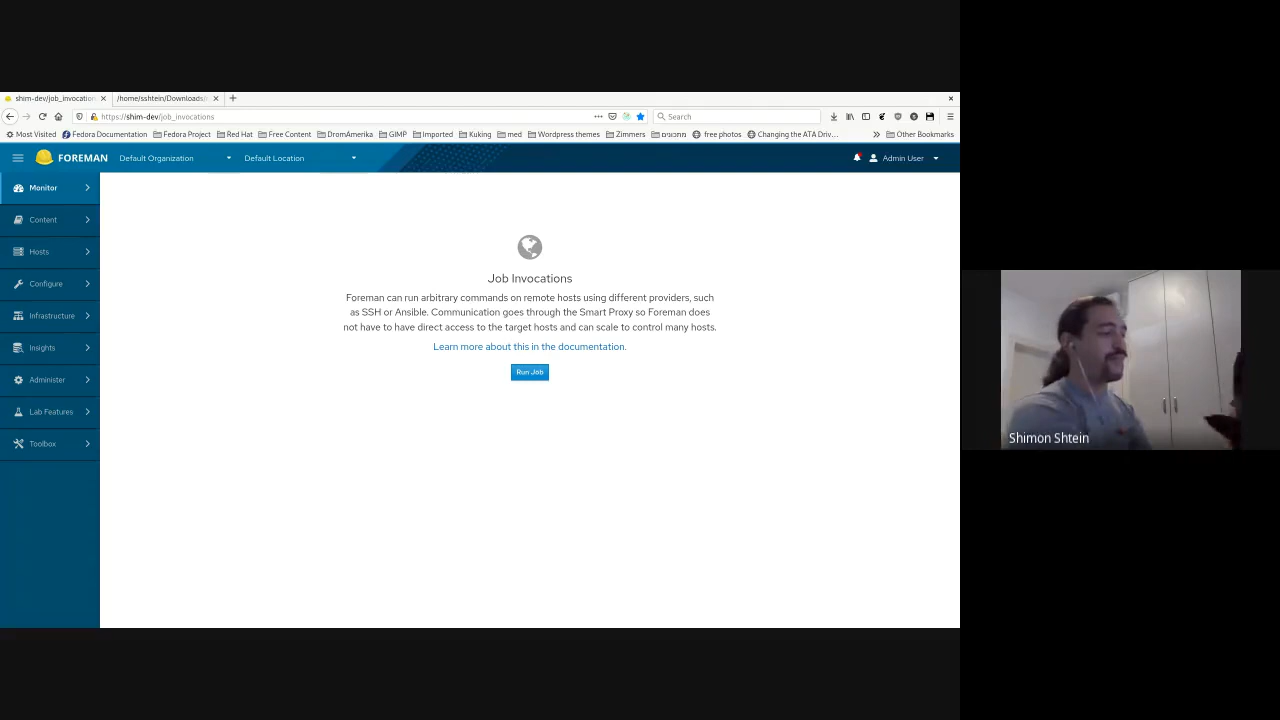 shim-dev/job_invocation
/home/sshtein/Downloads/
https://shim-dev/job_invocations
Search
Most Visited
Fedora Documentation
Fedora Project
Red Hat
Free Content
DromAmerika
GIMP
Imported
Kuking
med
Wordpress themes
Zimmers
מתכונים
free photos
Changing the ATA Driv…
Other Bookmarks
FOREMAN
Default Organization
Default Location
Admin User
Monitor
Content
Hosts
Configure
Infrastructure
Insights
Administer
Lab Features
Toolbox
Job Invocations
Foreman can run arbitrary commands on remote hosts using different providers, such
as SSH or Ansible. Communication goes through the Smart Proxy so Foreman does
not have to have direct access to the target hosts and can scale to control many hosts.
Learn more about this in the documentation.
Run Job
Shimon Shtein